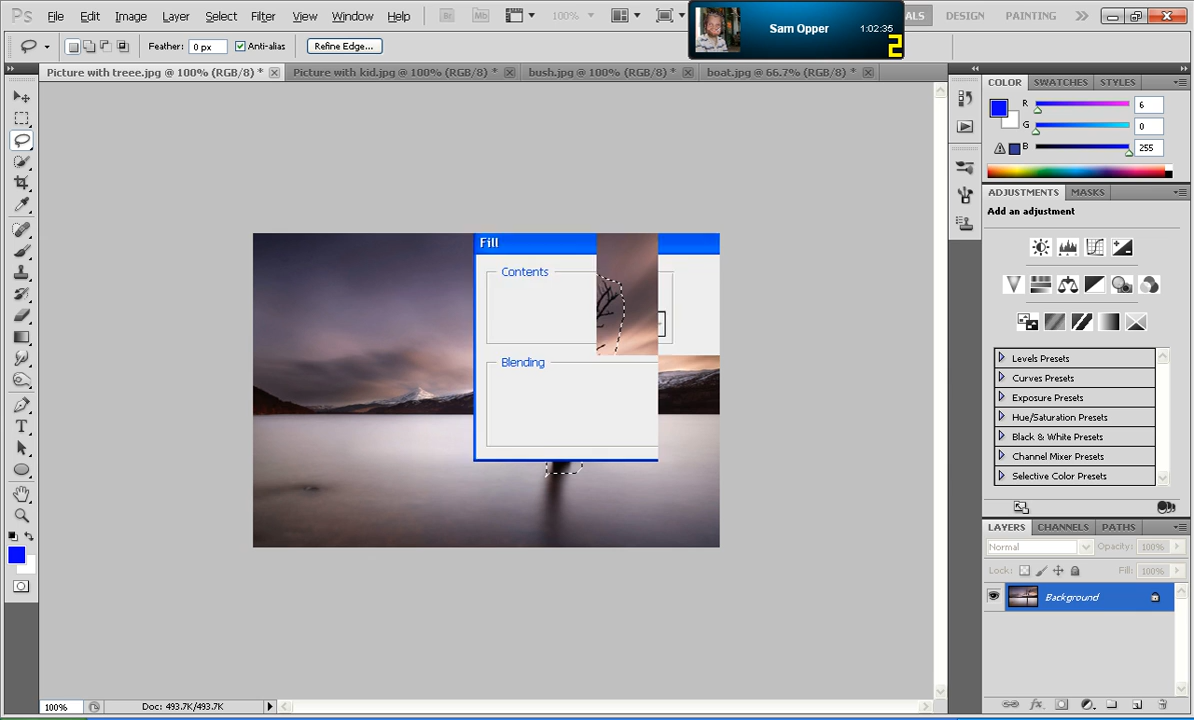 Ps File Edit Image Layer Select Filter View Window Help Br Mb 100% Sam Opper 1:02:35 2 ALS DESIGN PAINTING
Feather: 0 px Anti-alias Refine Edge...
Picture with treee.jpg @ 100% (RGB/8) * Picture with kid.jpg @ 100% (RGB/8) * bush.jpg @ 100% (RGB/8) * boat.jpg @ 66.7% (RGB/8) *
COLOR SWATCHES STYLES
R 6
G 0
B 255
ADJUSTMENTS MASKS
Add an adjustment
Fill
Contents
Blending
Levels Presets
Curves Presets
Exposure Presets
Hue/Saturation Presets
Black & White Presets
Channel Mixer Presets
Selective Color Presets
LAYERS CHANNELS PATHS
Normal Opacity: 100%
Lock: Fill: 100%
Background
100% Doc: 493.7K/493.7K